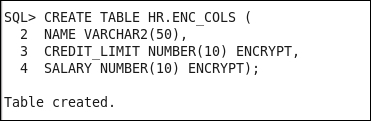 SQL> CREATE TABLE HR.ENC_COLS (
2 NAME VARCHAR2(50),
3 CREDIT_LIMIT NUMBER(10) ENCRYPT,
4 SALARY NUMBER(10) ENCRYPT);
Table created.